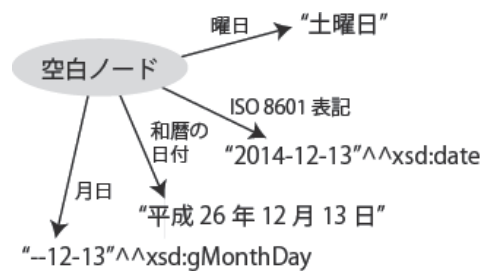 曜日
“土曜日”
空白ノード
ISO 8601 表記
和暦の
日付
“2014-12-13”^^xsd:date
月日
“平成 26 年 12 月 13 日”
“--12-13”^^xsd:gMonthDay